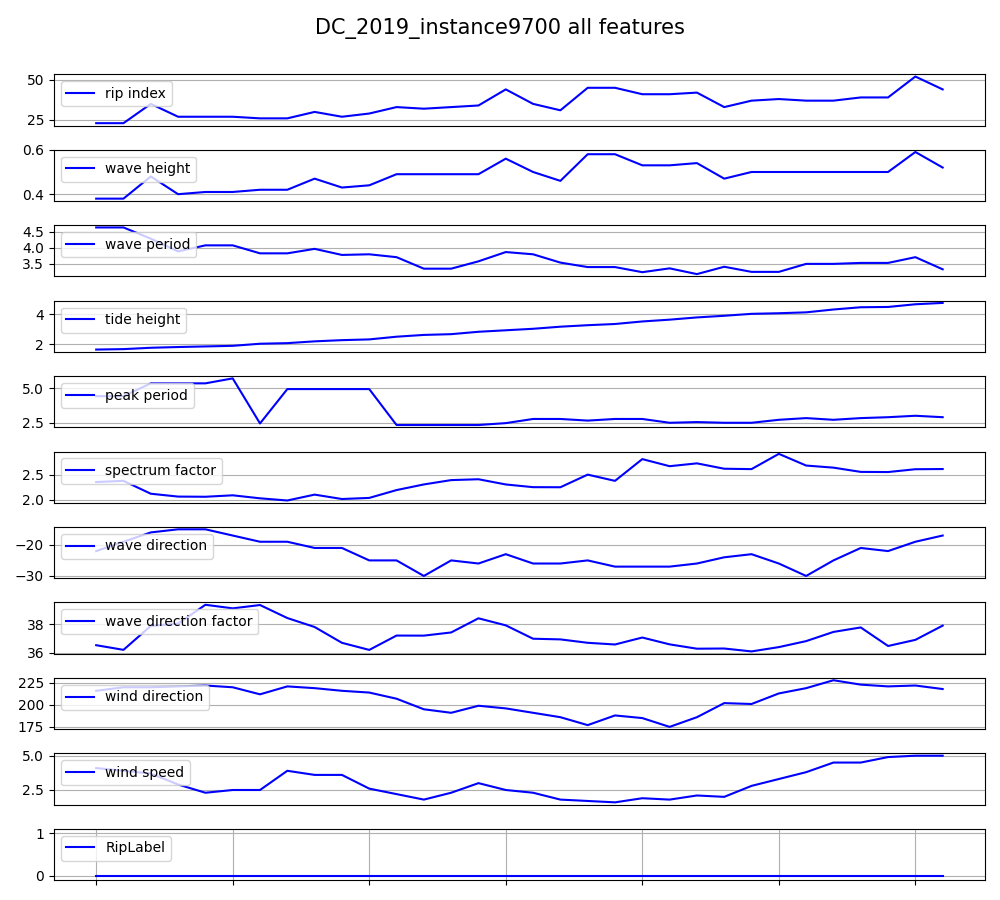 DC_2019_instance9700 all features
50
25
rip index
0.6
0.4
wave height
4.5
4.0
3.5
wave period
4
2
tide height
5.0
2.5
peak period
2.5
2.0
spectrum factor
−20
−30
wave direction
38
36
wave direction factor
225
200
175
wind direction
5.0
2.5
wind speed
1
0
RipLabel